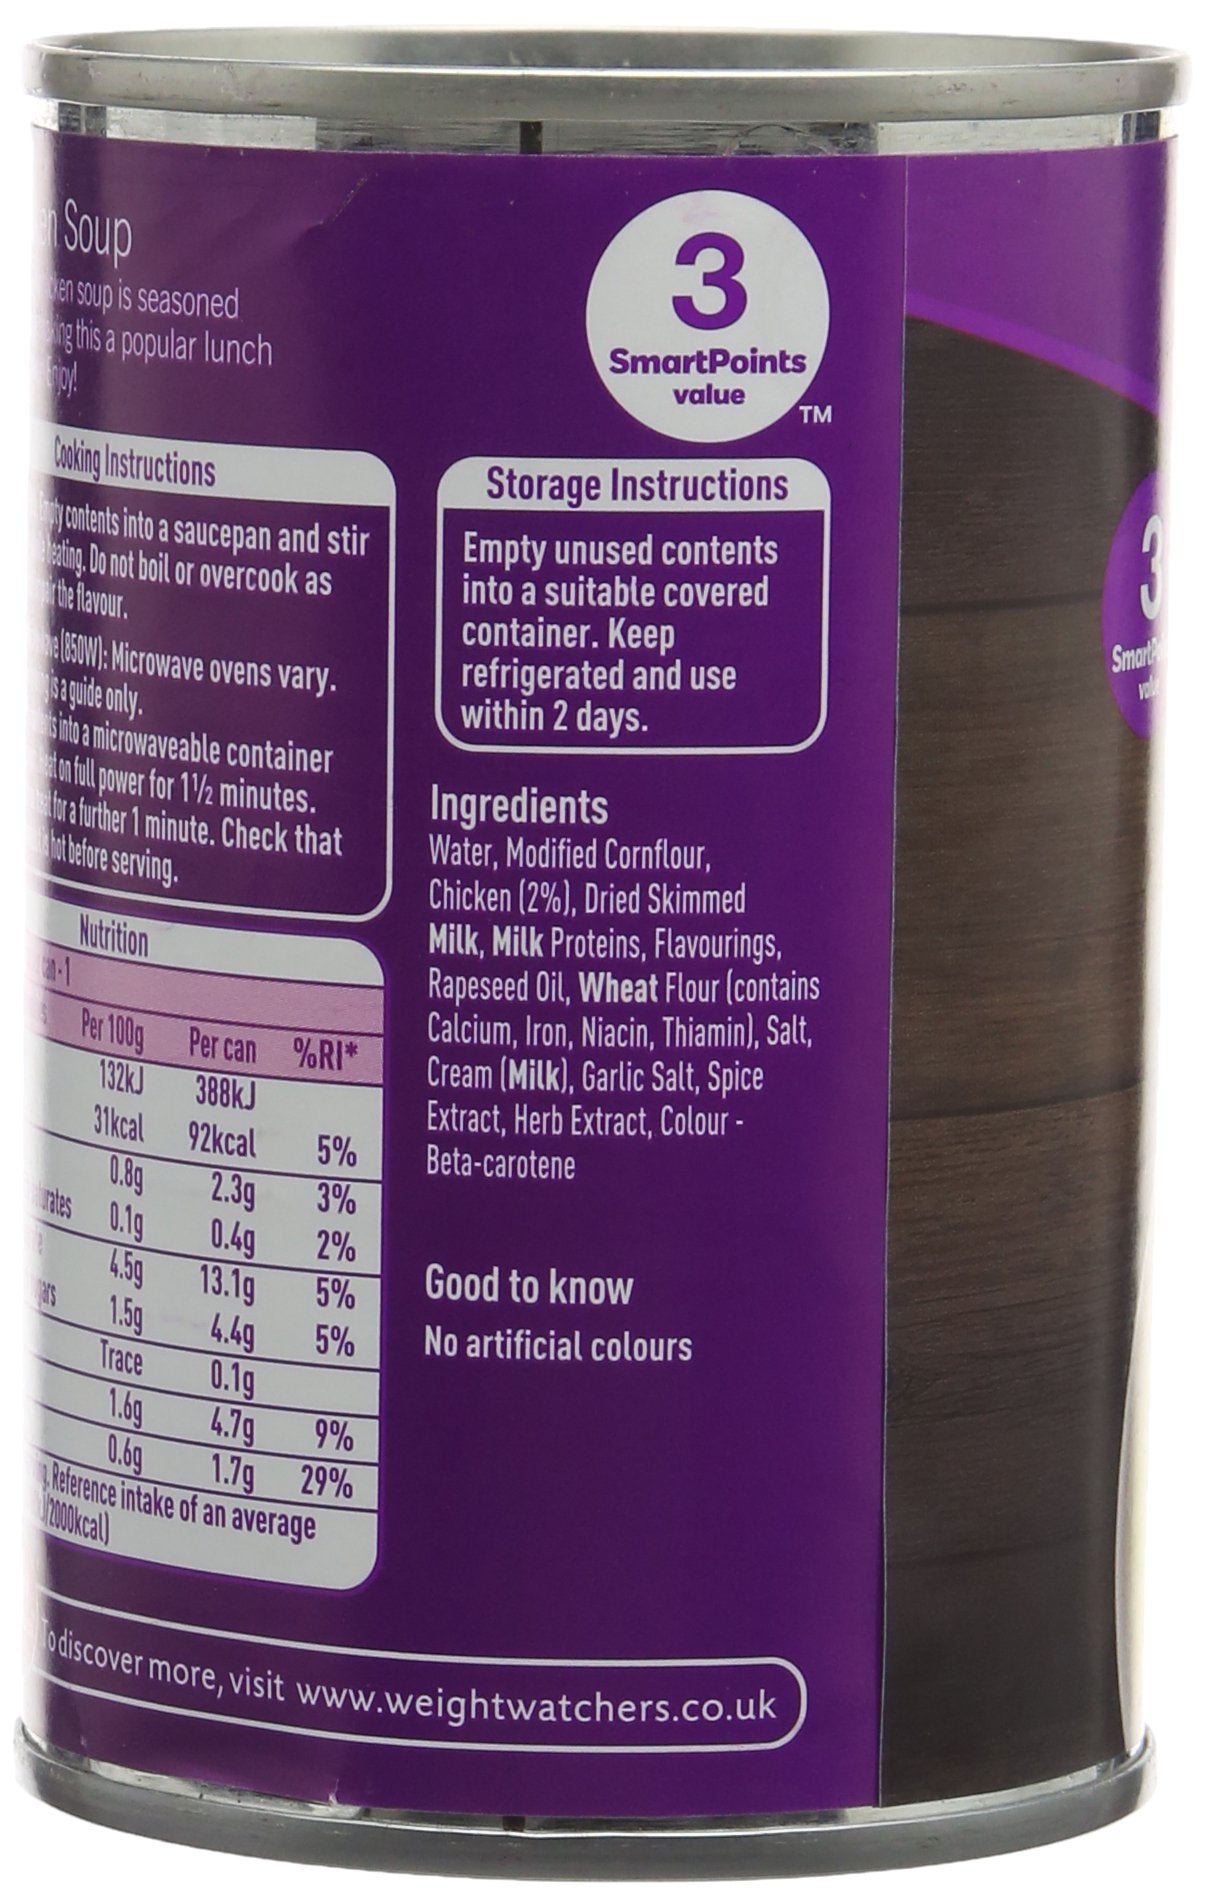 Soup
soup is seasoned
this a popular lunch
Enjoy!
3
SmartPoints
value
TM
Cooking Instructions
contents into a saucepan and stir
heating. Do not boil or overcook as
the flavour.
(850W): Microwave ovens vary.
is a guide only.
into a microwaveable container
on full power for 1½ minutes.
for a further 1 minute. Check that
hot before serving.
Storage Instructions
Empty unused contents
into a suitable covered
container. Keep
refrigerated and use
within 2 days.
Nutrition
can - 1
Per 100g Per can %RI*
132kJ 388kJ
31kcal 92kcal 5%
0.8g 2.3g 3%
0.1g 0.4g 2%
4.5g 13.1g 5%
1.5g 4.4g 5%
Trace 0.1g
1.6g 4.7g 9%
0.6g 1.7g 29%
Reference intake of an average
/2000kcal)
Ingredients
Water, Modified Cornflour,
Chicken (2%), Dried Skimmed
Milk, Milk Proteins, Flavourings,
Rapeseed Oil, Wheat Flour (contains
Calcium, Iron, Niacin, Thiamin), Salt,
Cream (Milk), Garlic Salt, Spice
Extract, Herb Extract, Colour -
Beta-carotene
Good to know
No artificial colours
To discover more, visit www.weightwatchers.co.uk
3